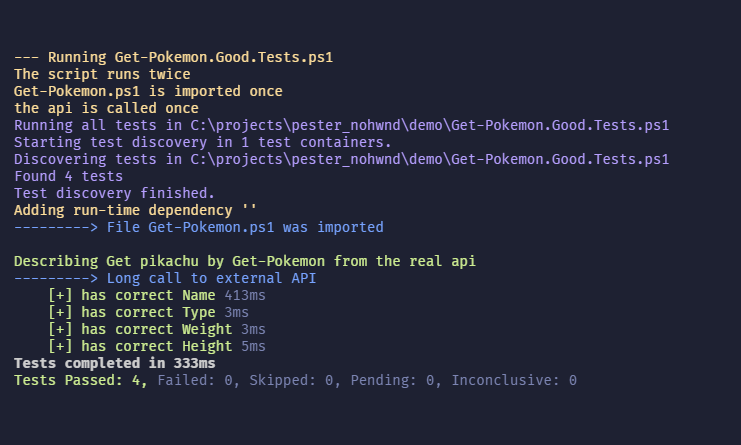 --- Running Get-Pokemon.Good.Tests.ps1
The script runs twice
Get-Pokemon.ps1 is imported once
the api is called once
Running all tests in C:\projects\pester_nohwnd\demo\Get-Pokemon.Good.Tests.ps1
Starting test discovery in 1 test containers.
Discovering tests in C:\projects\pester_nohwnd\demo\Get-Pokemon.Good.Tests.ps1
Found 4 tests
Test discovery finished.
Adding run-time dependency ''
---------> File Get-Pokemon.ps1 was imported
Describing Get pikachu by Get-Pokemon from the real api
---------> Long call to external API
[+] has correct Name 413ms
[+] has correct Type 3ms
[+] has correct Weight 3ms
[+] has correct Height 5ms
Tests completed in 333ms
Tests Passed: 4, Failed: 0, Skipped: 0, Pending: 0, Inconclusive: 0